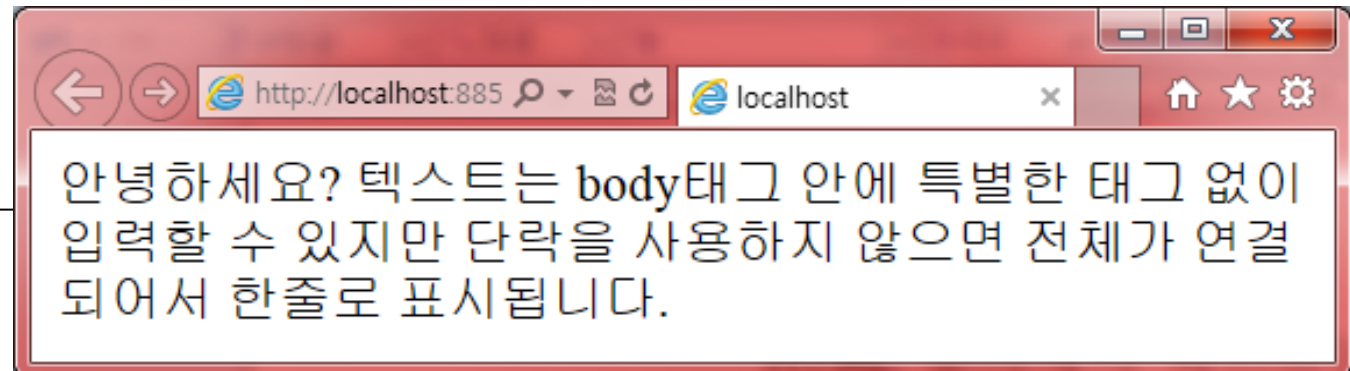 http://localhost:885
localhost
안녕하세요? 텍스트는 body태그 안에 특별한 태그 없이
입력할 수 있지만 단락을 사용하지 않으면 전체가 연결
되어서 한줄로 표시됩니다.